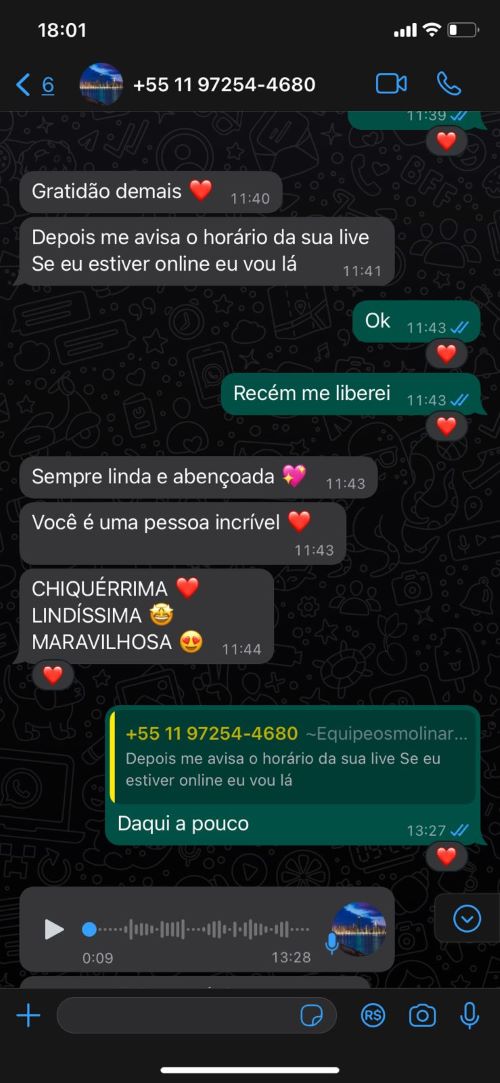 18:01
6
+55 11 97254-4680
11:39
Gratidão demais ❤️ 11:40
Depois me avisa o horário da sua live
Se eu estiver online eu vou lá 11:41
Ok 11:43
Recém me liberei 11:43
Sempre linda e abençoada 💖 11:43
Você é uma pessoa incrível ❤️
11:43
CHIQUÉRRIMA ❤️
LINDÍSSIMA 🤩
MARAVILHOSA 😍 11:44
+55 11 97254-4680 ~Equipeosmolinar...
Depois me avisa o horário da sua live Se eu
estiver online eu vou lá
Daqui a pouco 13:27
0:09 13:28
R$